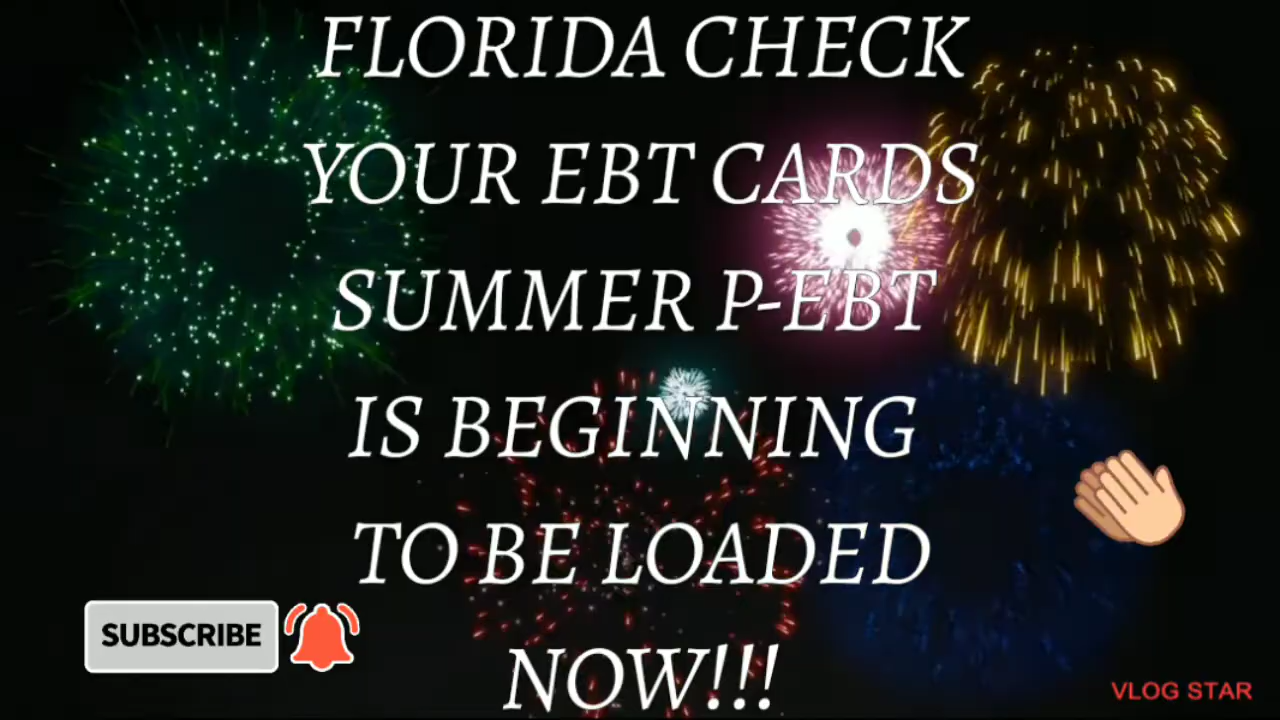 FLORIDA CHECK
YOUR EBT CARDS
SUMMER P-EBT
IS BEGINNING
TO BE LOADED
NOW!!!
SUBSCRIBE
VLOG STAR